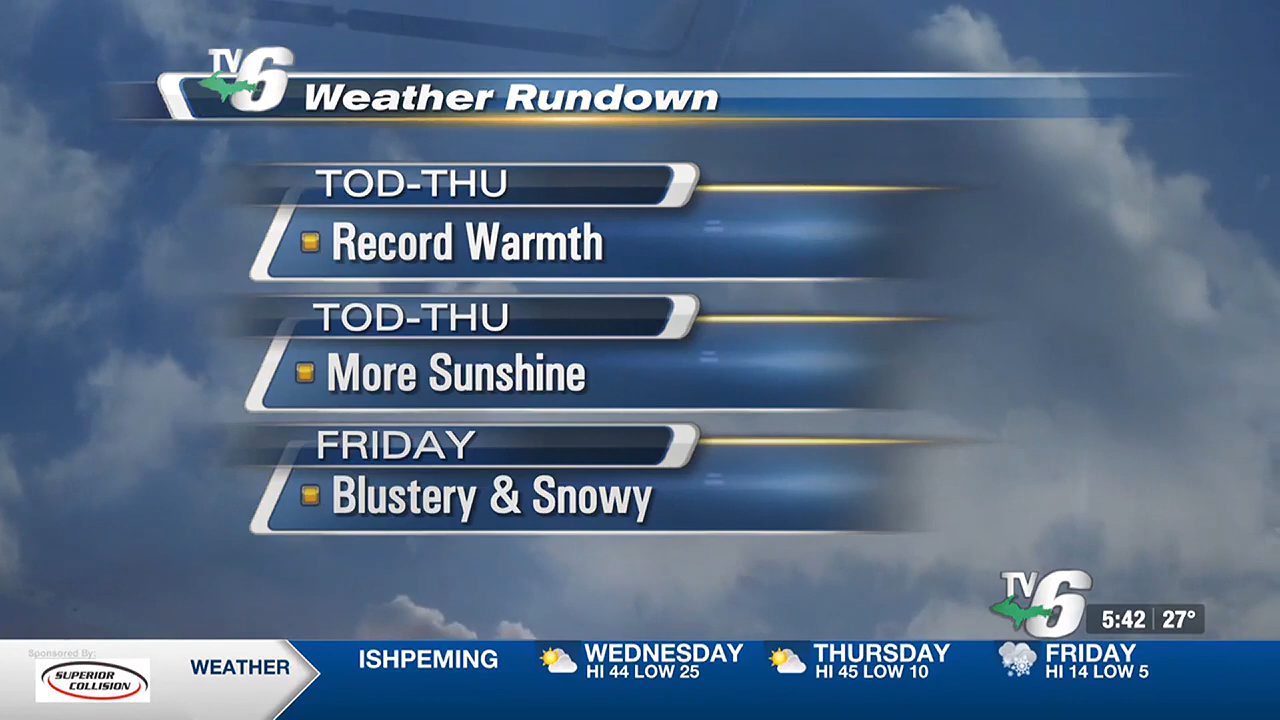 TV6
Weather Rundown
TOD-THU
Record Warmth
TOD-THU
More Sunshine
FRIDAY
Blustery & Snowy
TV6
5:42 27°
Sponsored By:
SUPERIOR
COLLISION
WEATHER
ISHPEMING
WEDNESDAY
HI 44 LOW 25
THURSDAY
HI 45 LOW 10
FRIDAY
HI 14 LOW 5